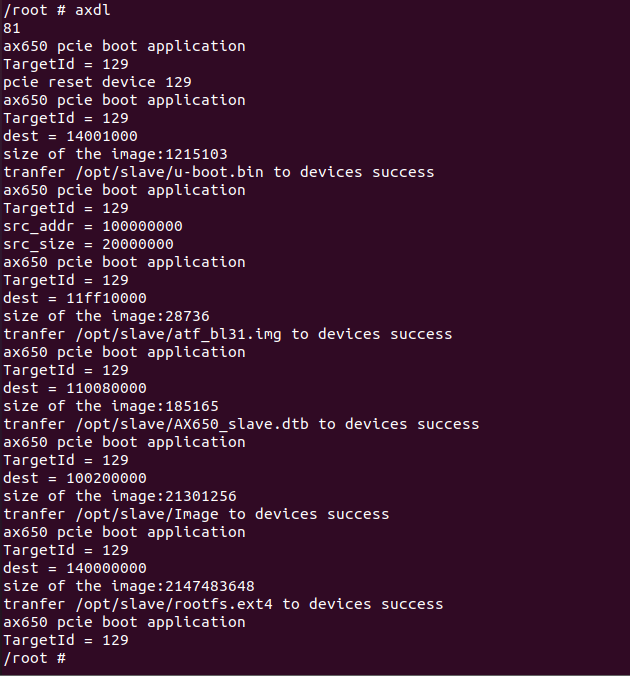 /root # axdl
81
ax650 pcie boot application
TargetId = 129
pcie reset device 129
ax650 pcie boot application
TargetId = 129
dest = 14001000
size of the image:1215103
tranfer /opt/slave/u-boot.bin to devices success
ax650 pcie boot application
TargetId = 129
src_addr = 100000000
src_size = 20000000
ax650 pcie boot application
TargetId = 129
dest = 11ff10000
size of the image:28736
tranfer /opt/slave/atf_bl31.img to devices success
ax650 pcie boot application
TargetId = 129
dest = 110080000
size of the image:185165
tranfer /opt/slave/AX650_slave.dtb to devices success
ax650 pcie boot application
TargetId = 129
dest = 100200000
size of the image:21301256
tranfer /opt/slave/Image to devices success
ax650 pcie boot application
TargetId = 129
dest = 140000000
size of the image:2147483648
tranfer /opt/slave/rootfs.ext4 to devices success
ax650 pcie boot application
TargetId = 129
/root #